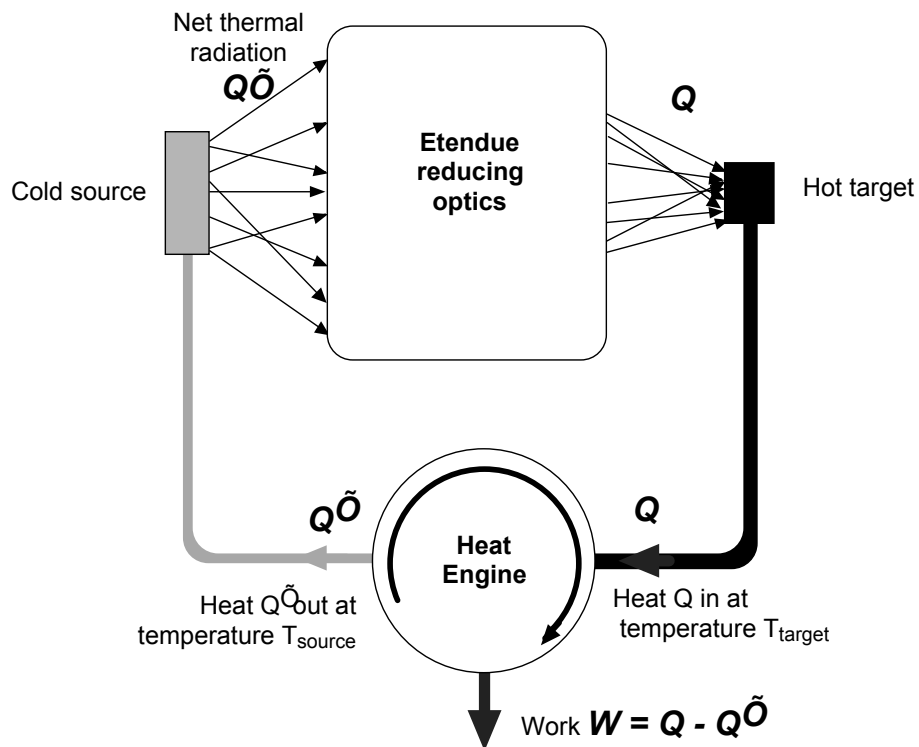 Net thermal
radiation
QÕ
Q
Etendue
reducing
optics
Cold source
Hot target
QÕ
Q
Heat
Engine
Heat QÕout at
temperature Tsource
Heat Q in at
temperature Ttarget
Work W = Q - QÕ